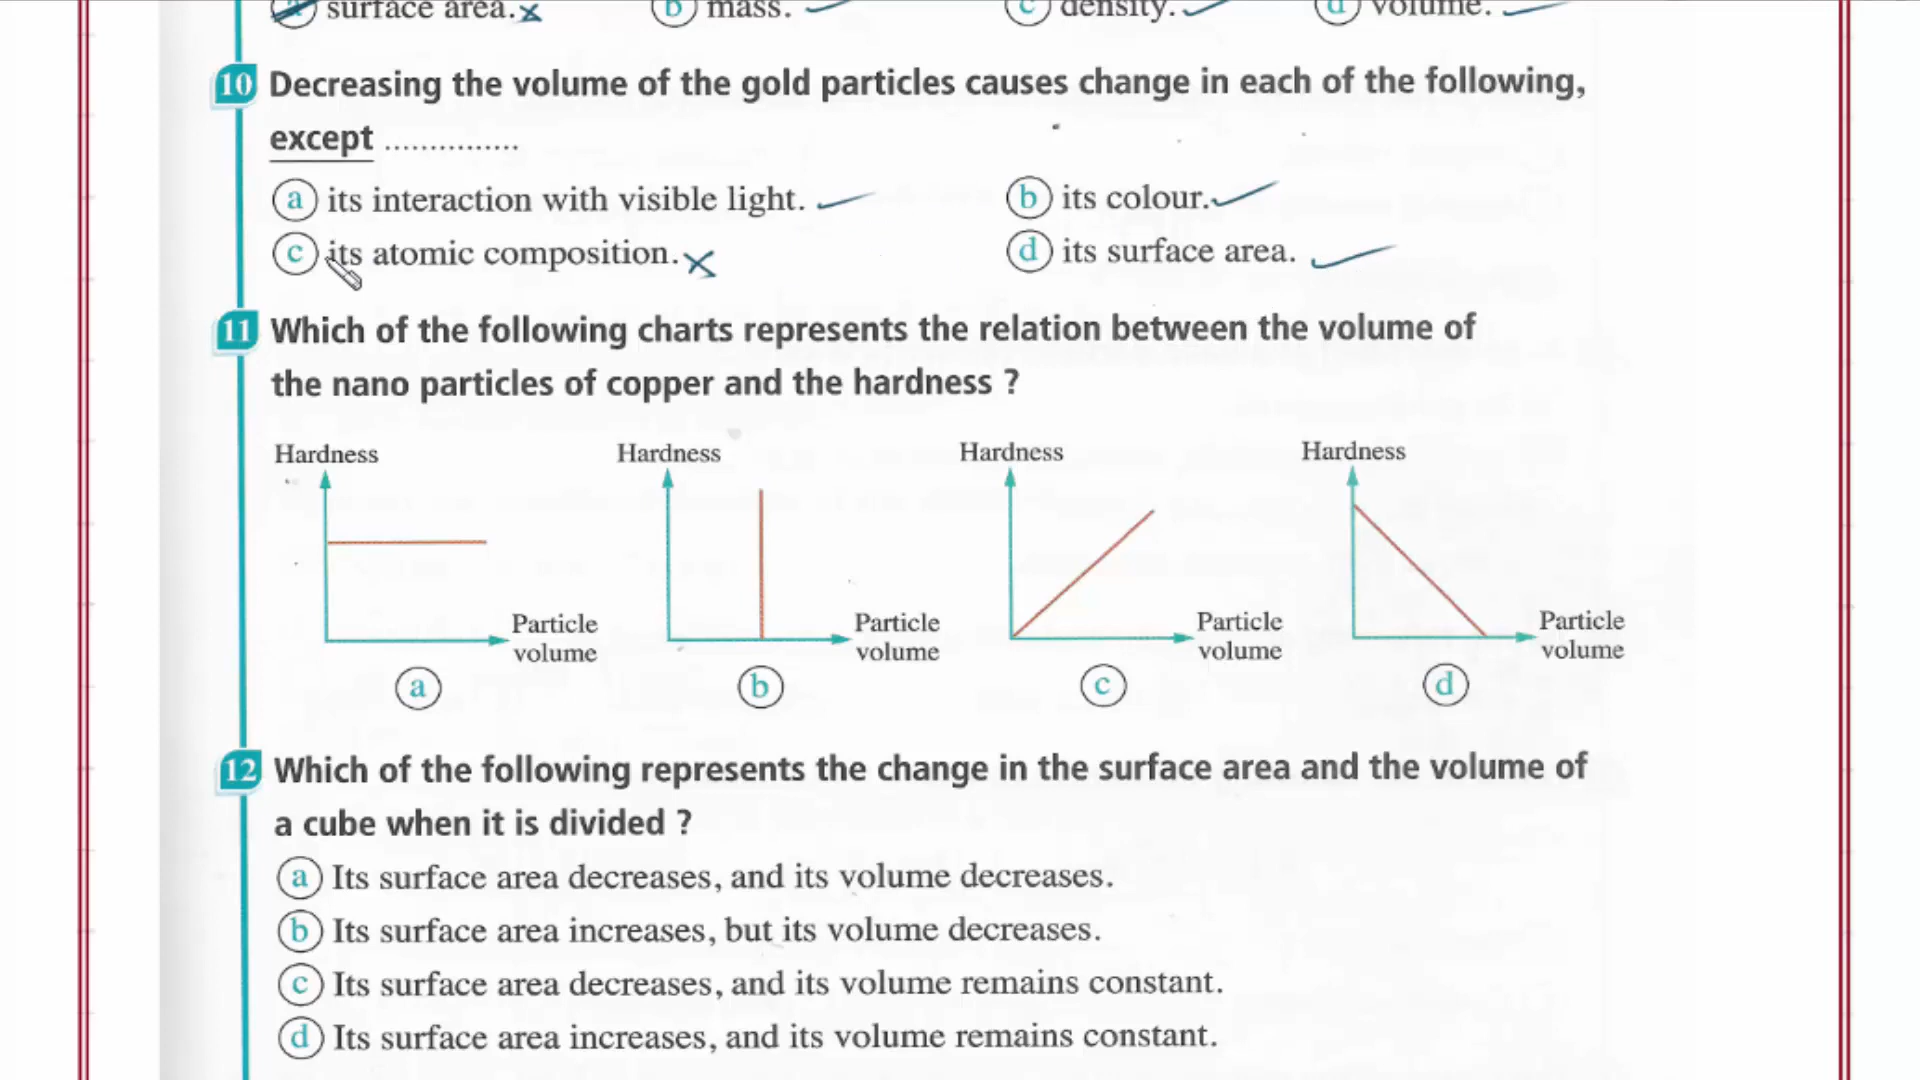 a surface area. b mass. c density. d volume.
10 Decreasing the volume of the gold particles causes change in each of the following,
except ...............
a its interaction with visible light. b its colour.
c its atomic composition. d its surface area.
11 Which of the following charts represents the relation between the volume of
the nano particles of copper and the hardness ?
Hardness Hardness Hardness Hardness
Particle Particle Particle Particle
volume volume volume volume
a b c d
12 Which of the following represents the change in the surface area and the volume of
a cube when it is divided ?
a Its surface area decreases, and its volume decreases.
b Its surface area increases, but its volume decreases.
c Its surface area decreases, and its volume remains constant.
d Its surface area increases, and its volume remains constant.